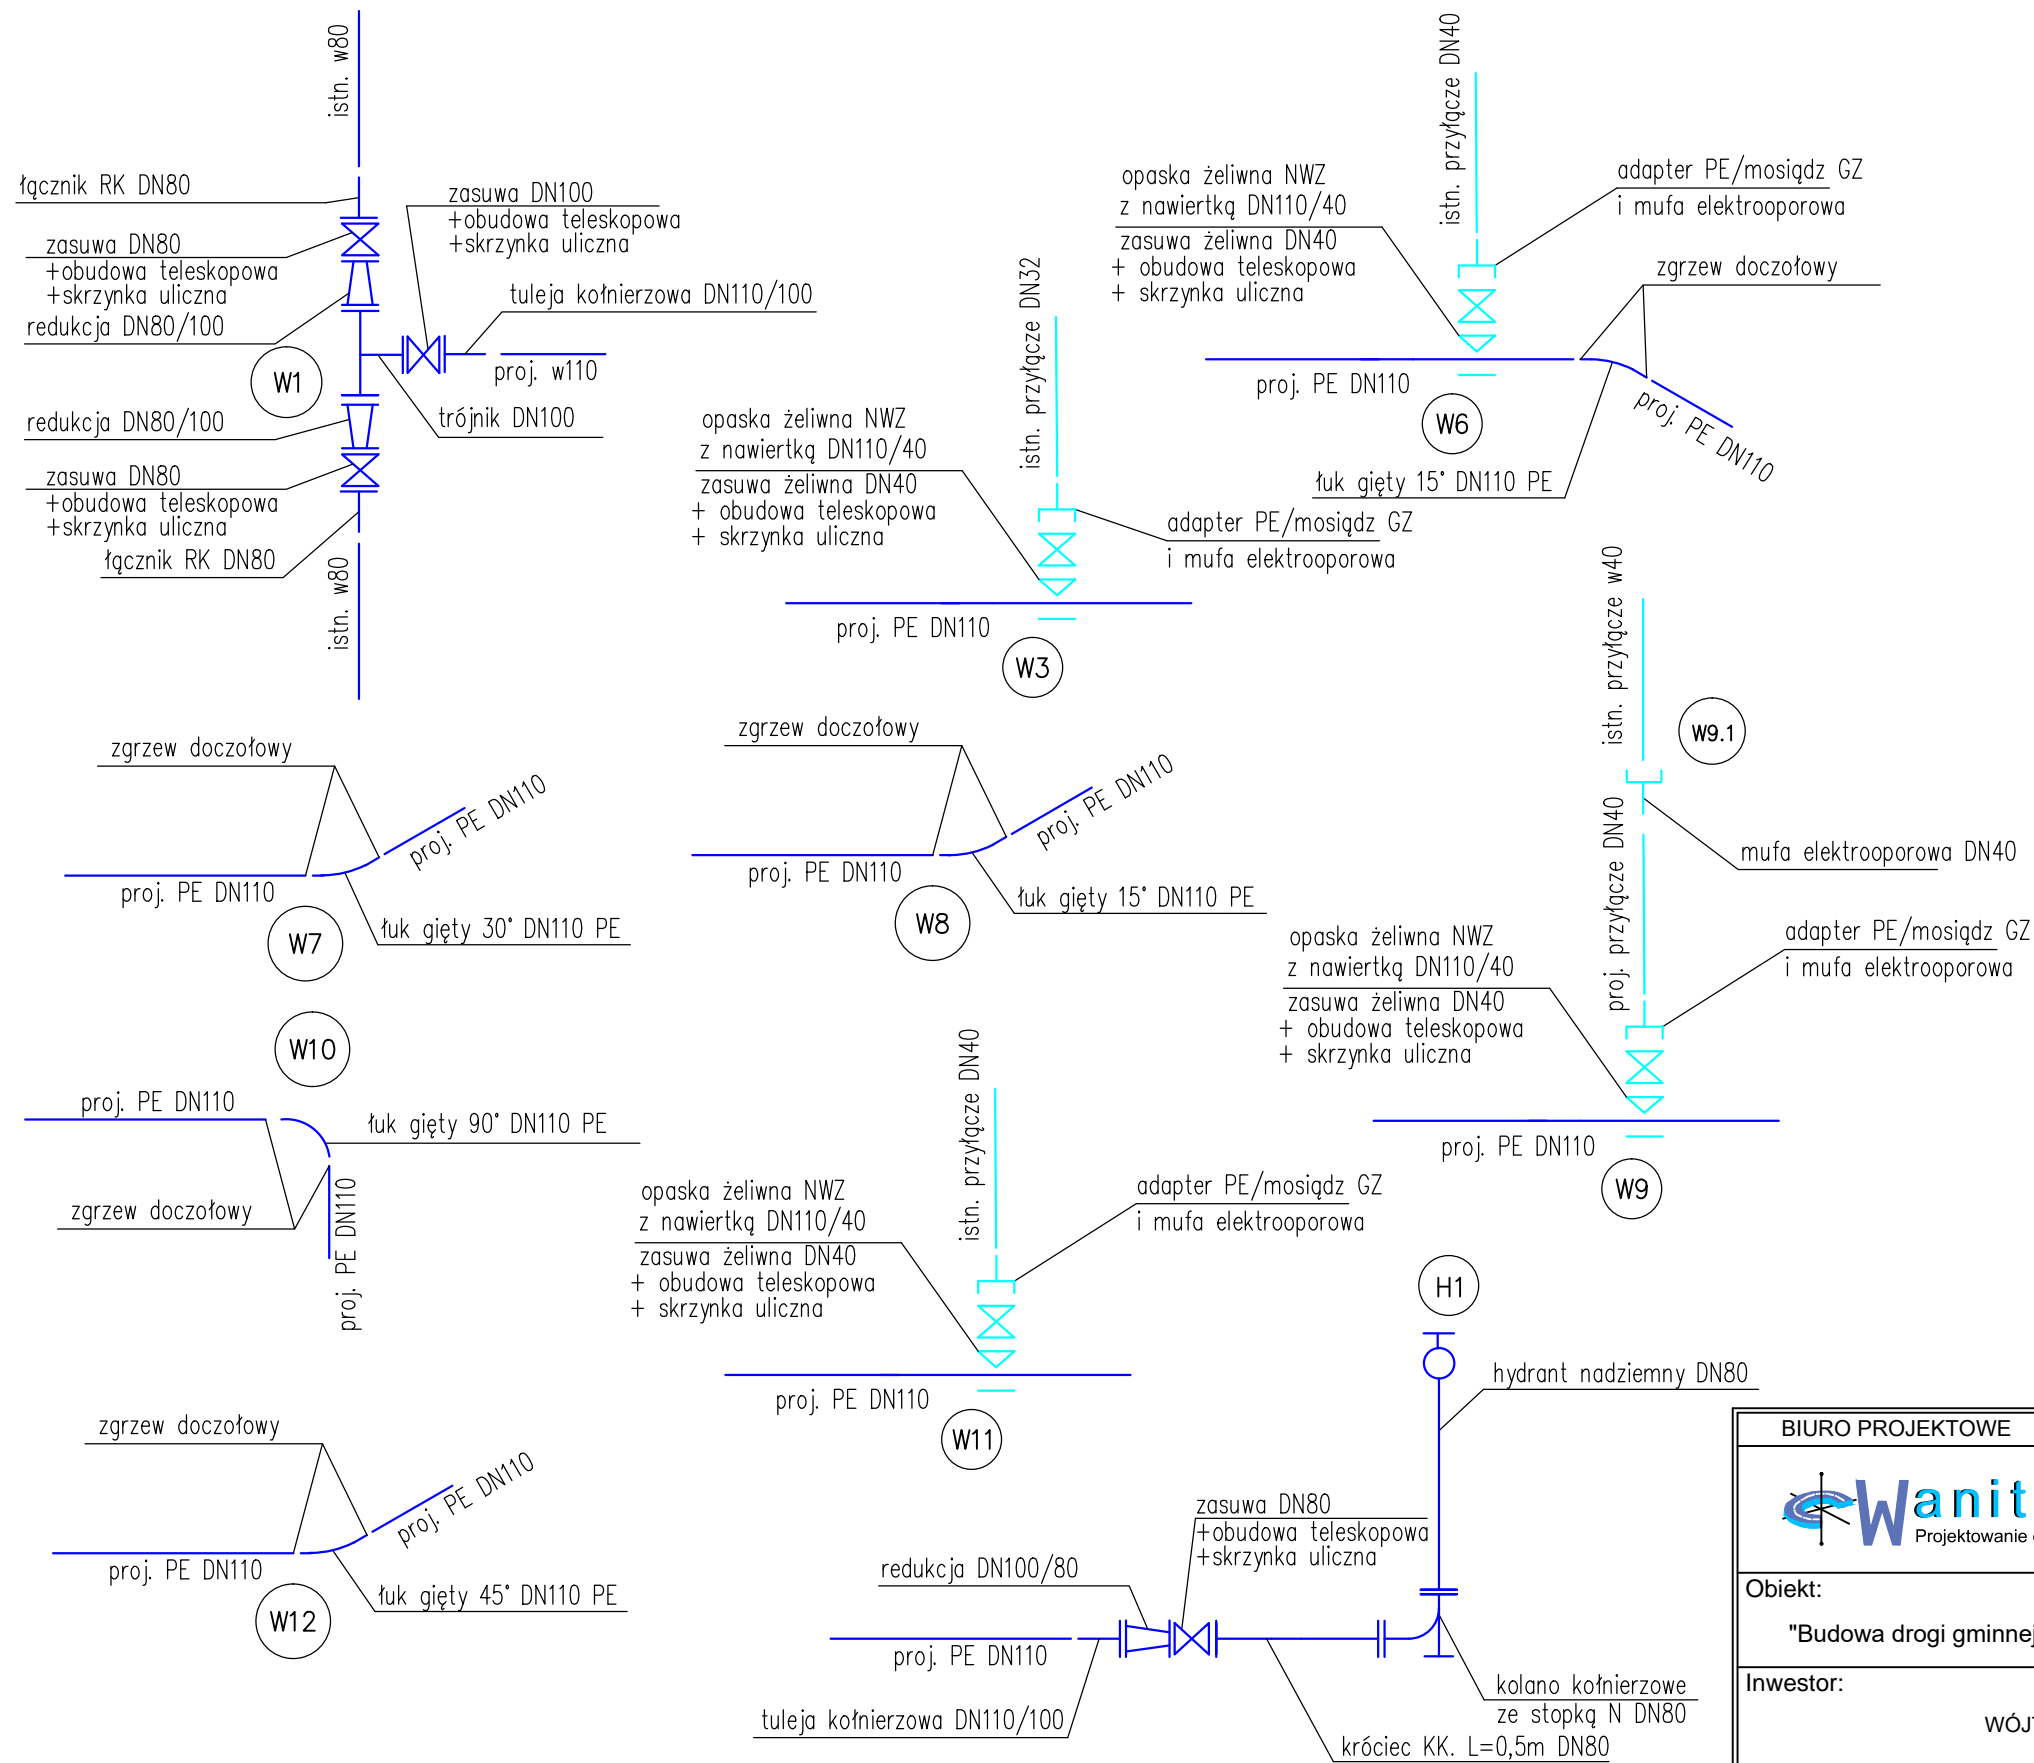 istn. w80
łącznik RK DN80
zasuwa DN80
+obudowa teleskopowa
+skrzynka uliczna
redukcja DN80/100
zasuwa DN100
+obudowa teleskopowa
+skrzynka uliczna
tuleja kołnierzowa DN110/100
proj. w110
W1
trójnik DN100
redukcja DN80/100
zasuwa DN80
+obudowa teleskopowa
+skrzynka uliczna
łącznik RK DN80
istn. w80
istn. przyłącze DN32
opaska żeliwna NWZ
z nawiertką DN110/40
zasuwa żeliwna DN40
+ obudowa teleskopowa
+ skrzynka uliczna
adapter PE/mosiądz GZ
i mufa elektrooporowa
proj. PE DN110
W3
istn. przyłącze DN40
opaska żeliwna NWZ
z nawiertką DN110/40
zasuwa żeliwna DN40
+ obudowa teleskopowa
+ skrzynka uliczna
adapter PE/mosiądz GZ
i mufa elektrooporowa
zgrzew doczołowy
proj. PE DN110
W6
proj. PE DN110
łuk gięty 15° DN110 PE
zgrzew doczołowy
proj. PE DN110
proj. PE DN110
łuk gięty 30° DN110 PE
W7
zgrzew doczołowy
proj. PE DN110
proj. PE DN110
łuk gięty 15° DN110 PE
W8
istn. przyłącze w40
W9.1
proj. przyłącze DN40
mufa elektrooporowa DN40
opaska żeliwna NWZ
z nawiertką DN110/40
zasuwa żeliwna DN40
+ obudowa teleskopowa
+ skrzynka uliczna
adapter PE/mosiądz GZ
i mufa elektrooporowa
proj. PE DN110
W9
W10
proj. PE DN110
łuk gięty 90° DN110 PE
zgrzew doczołowy
proj. PE DN110
istn. przyłącze DN40
opaska żeliwna NWZ
z nawiertką DN110/40
zasuwa żeliwna DN40
+ obudowa teleskopowa
+ skrzynka uliczna
adapter PE/mosiądz GZ
i mufa elektrooporowa
proj. PE DN110
W11
zgrzew doczołowy
proj. PE DN110
proj. PE DN110
łuk gięty 45° DN110 PE
W12
H1
hydrant nadziemny DN80
zasuwa DN80
+obudowa teleskopowa
+skrzynka uliczna
redukcja DN100/80
proj. PE DN110
tuleja kołnierzowa DN110/100
kolano kołnierzowe
ze stopką N DN80
króciec KK. L=0,5m DN80
BIURO PROJEKTOWE
Wanit
Projektowanie
Obiekt:
"Budowa drogi gminnej
Inwestor:
WÓJT